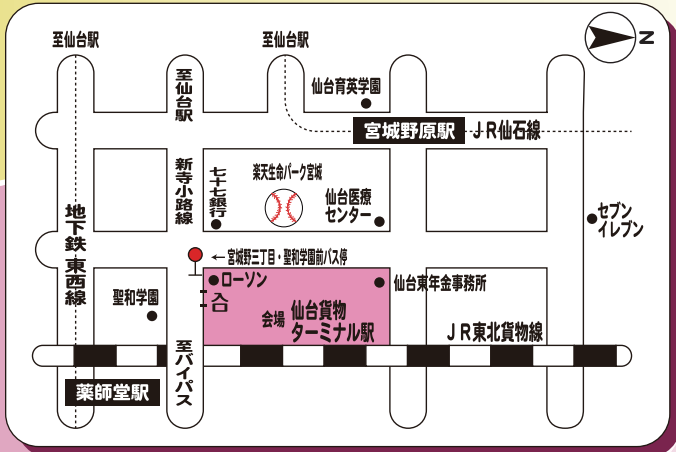 至仙台駅
至仙台駅
N
至仙台駅
仙台育英学園
宮城野原駅
JR仙石線
新寺小路線
七十七銀行
楽天生命パーク宮城
仙台医療
センター
セブン
イレブン
地下鉄 東西線
←宮城野三丁目・聖和学園前バス停
ローソン
仙台東年金事務所
聖和学園
入口
会場
仙台貨物
ターミナル駅
JR東北貨物線
至バイパス
薬師堂駅